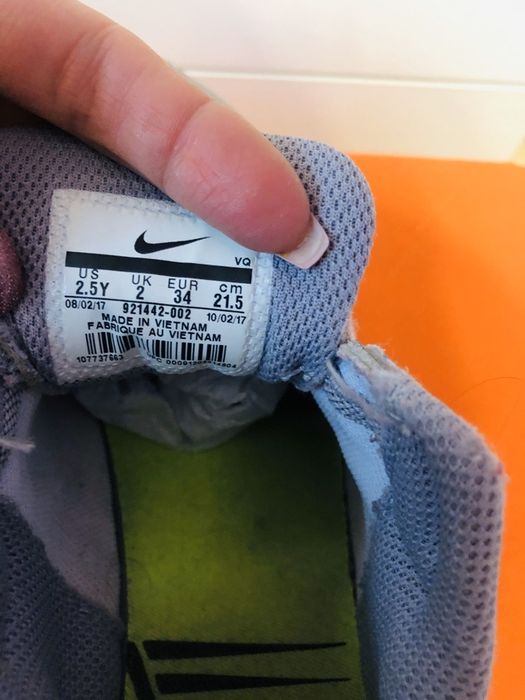 VQ
US UK EUR cm
2.5Y 2 34 21.5
08/02/17 921442-002 10/02/17
MADE IN VIETNAM
FABRIQUE AU VIETNAM